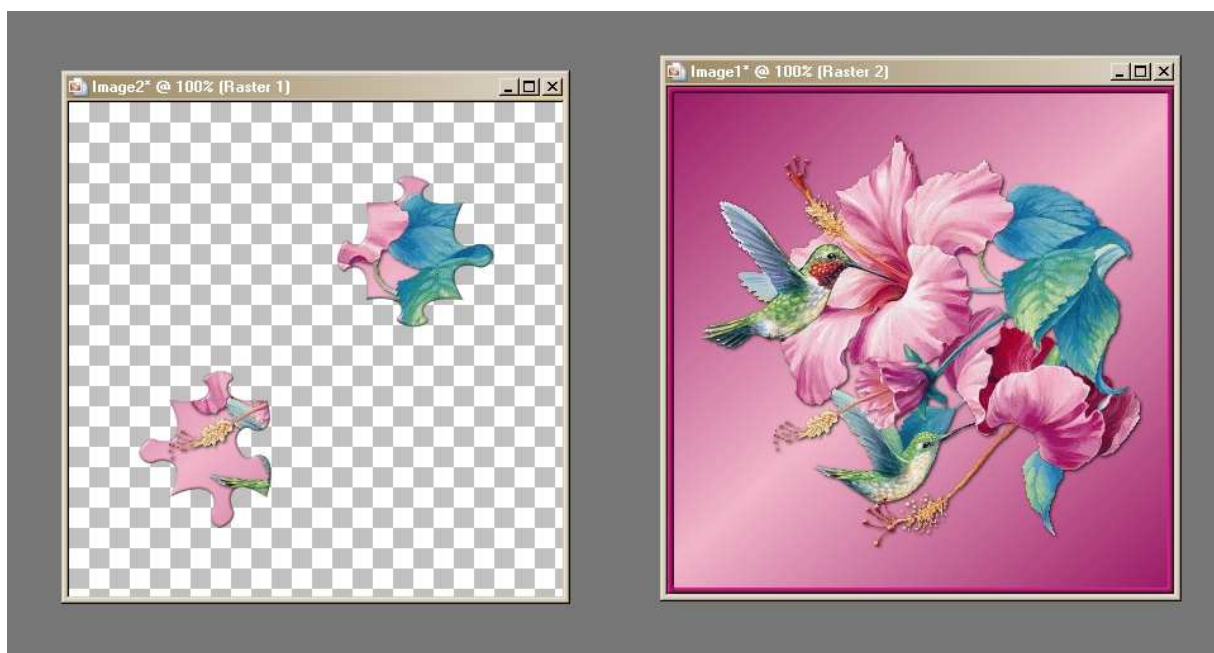 Image2* @ 100% (Raster 1)
Image1* @ 100% (Raster 2)